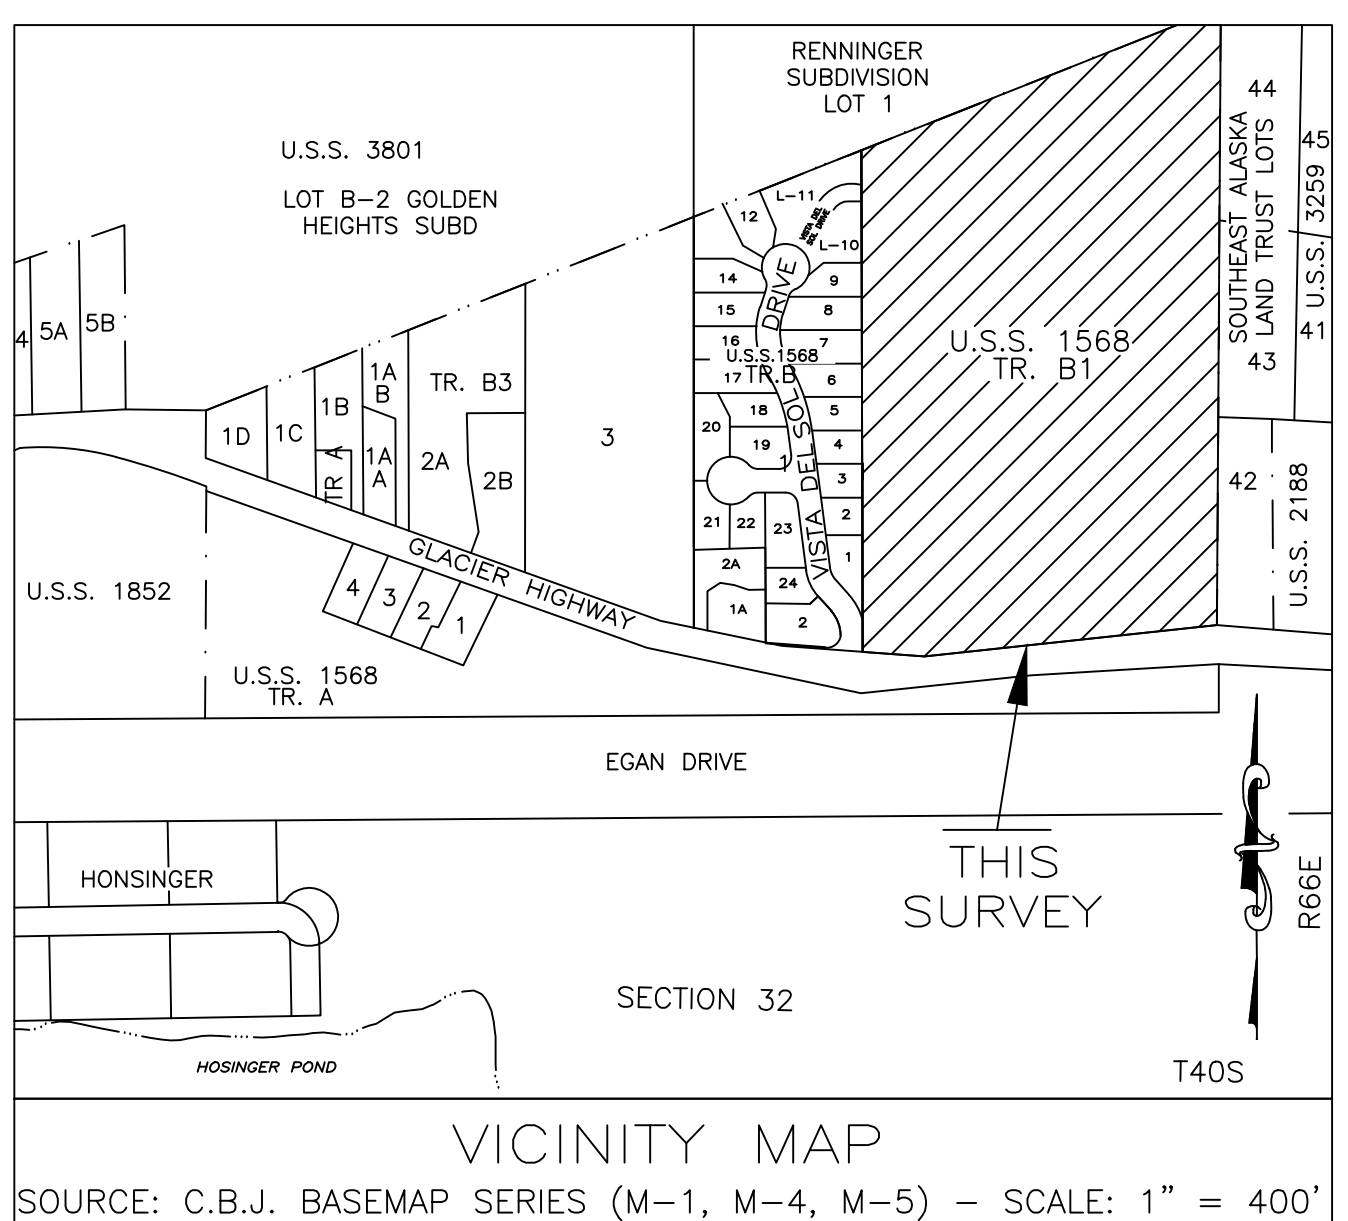 RENNINGER
SUBDIVISION
LOT 1
U.S.S. 3801
LOT B-2 GOLDEN
HEIGHTS SUBD
44
SOUTHEAST ALASKA
LAND TRUST LOTS
45
U.S.S. 3259
41
43
42
U.S.S. 2188
L-11
12
VISTA DEL
SOL DRIVE
L-10
14
9
15
8
16
7
U.S.S.1568
TR.B
17
6
18
5
20
19
4
1
3
21
22
23
2
1
2A
24
1A
2
VISTA DEL SOL DRIVE
U.S.S. 1568
TR. B1
4
5A
5B
1D
1C
1B
TR A
1A
B
1A
A
2A
TR. B3
2B
3
GLACIER HIGHWAY
4
3
2
1
U.S.S. 1852
U.S.S. 1568
TR. A
EGAN DRIVE
THIS
SURVEY
HONSINGER
R66E
SECTION 32
HOSINGER POND
T40S
VICINITY MAP
SOURCE: C.B.J. BASEMAP SERIES (M-1, M-4, M-5) - SCALE: 1" = 400'